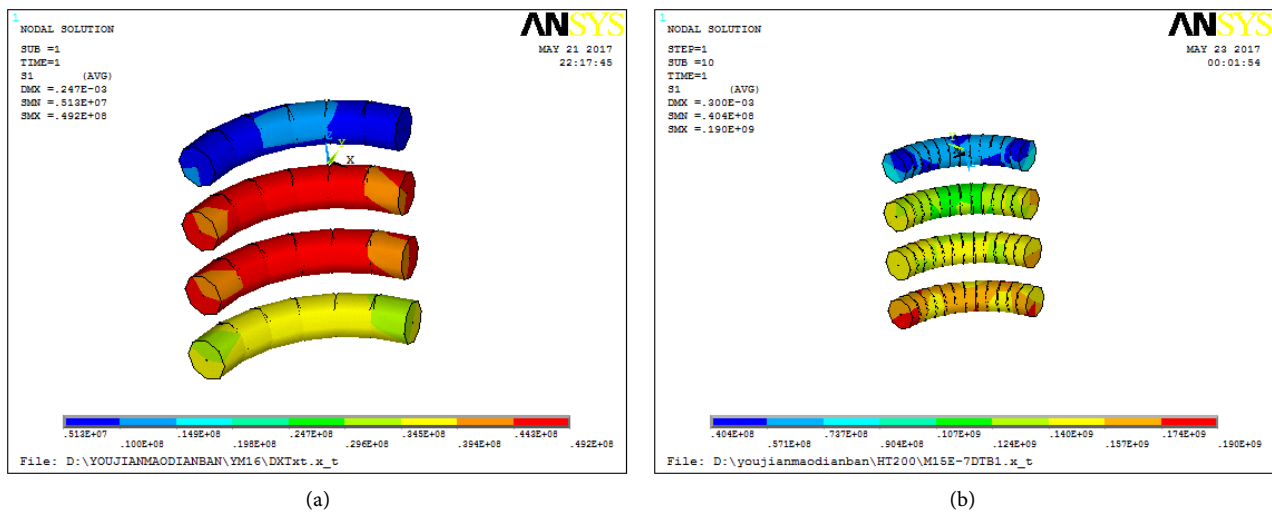 1
NODAL SOLUTION
SUB =1
TIME=1
S1 (AVG)
DMX =.247E-03
SMN =.513E+07
SMX =.492E+08
ANSYS
MAY 21 2017
22:17:45
Z
Y
X
.513E+07 .149E+08 .247E+08 .345E+08 .443E+08
.100E+08 .198E+08 .296E+08 .394E+08 .492E+08
File: D:\YOUJIANMAODIANBAN\YM16\DXTxt.x_t
(a)
1
NODAL SOLUTION
STEP=1
SUB =10
TIME=1
S1 (AVG)
DMX =.300E-03
SMN =.404E+08
SMX =.190E+09
ANSYS
MAY 23 2017
00:01:54
.404E+08 .737E+08 .107E+09 .140E+09 .174E+09
.571E+08 .904E+08 .124E+09 .157E+09 .190E+09
File: D:\youjianmaodianban\HT200\M15E-7DTB1.x_t
(b)